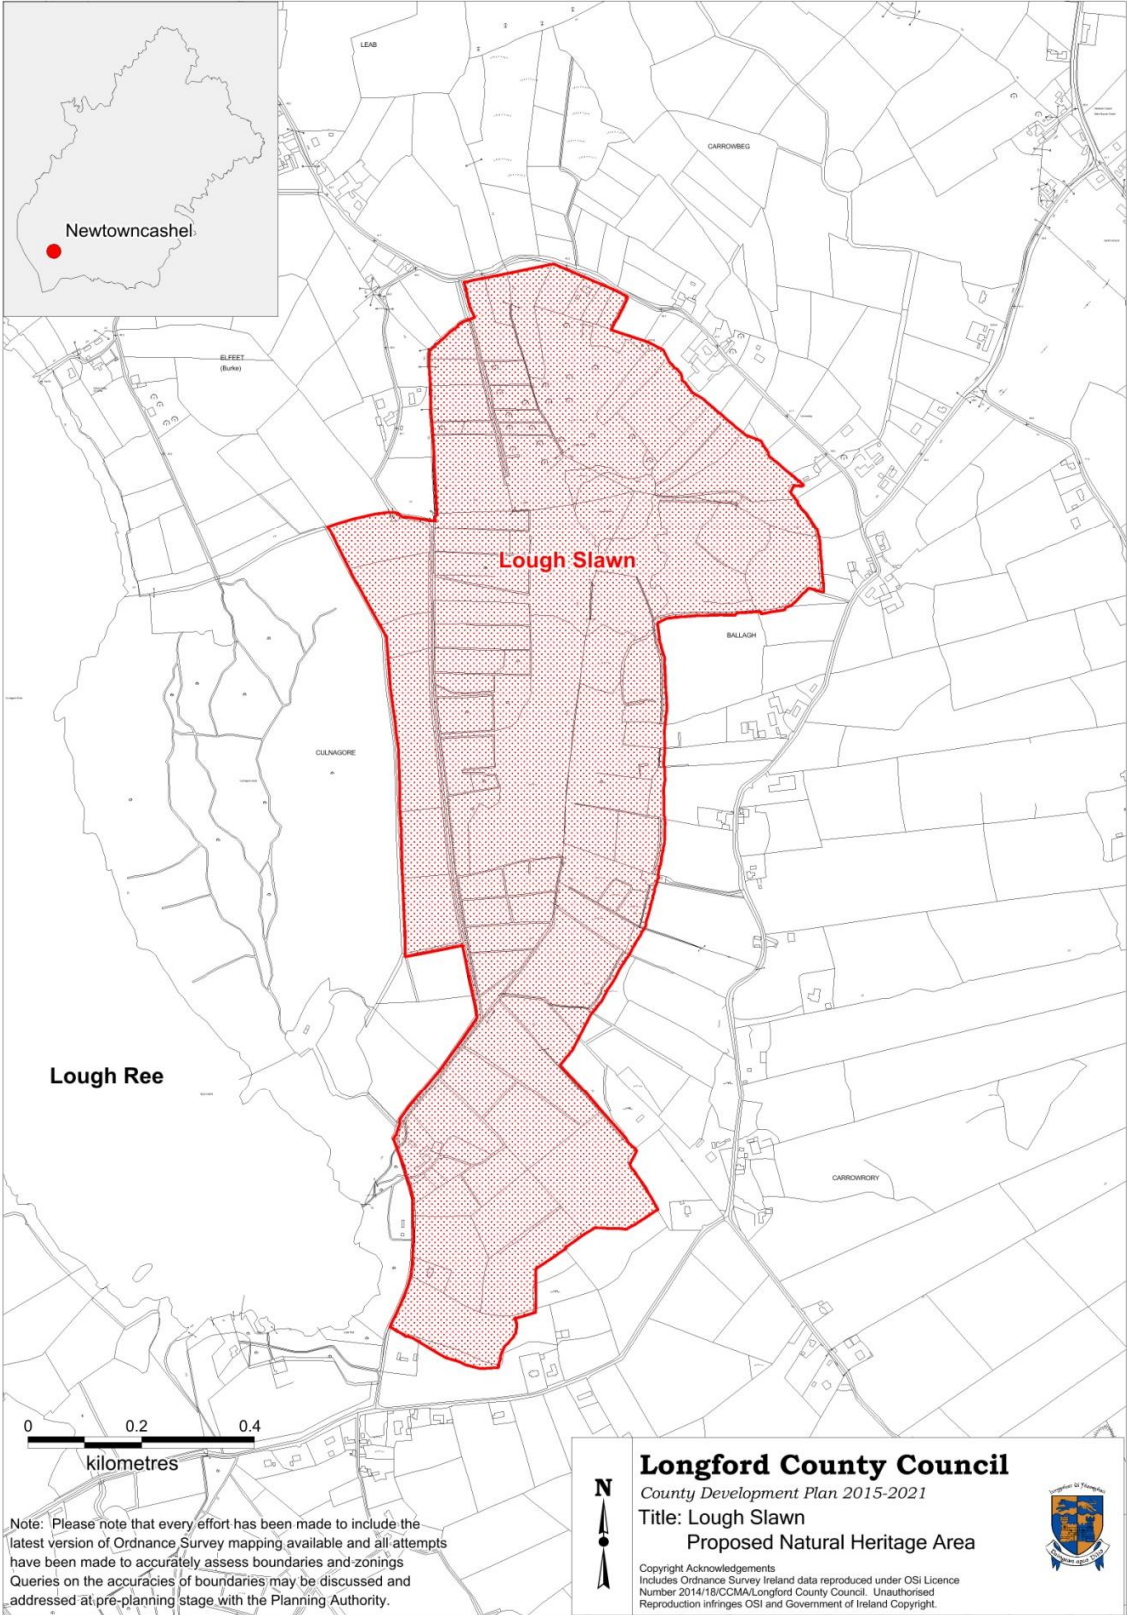 LEAB
CARROWBEG
Newtowncashel
ELFEET
(Burke)
Lough Slawn
BALLAGH
CULNAGORE
Lough Ree
CARROWRORY
0 0.2 0.4
kilometres
Note: Please note that every effort has been made to include the
latest version of Ordnance Survey mapping available and all attempts
have been made to accurately assess boundaries and zonings
Queries on the accuracies of boundaries may be discussed and
addressed at pre-planning stage with the Planning Authority.
N
Longford County Council
County Development Plan 2015-2021
Title: Lough Slawn
Proposed Natural Heritage Area
Copyright Acknowledgements
Includes Ordnance Survey Ireland data reproduced under OSi Licence
Number 2014/18/CCMA/Longford County Council. Unauthorised
Reproduction infringes OSI and Government of Ireland Copyright.